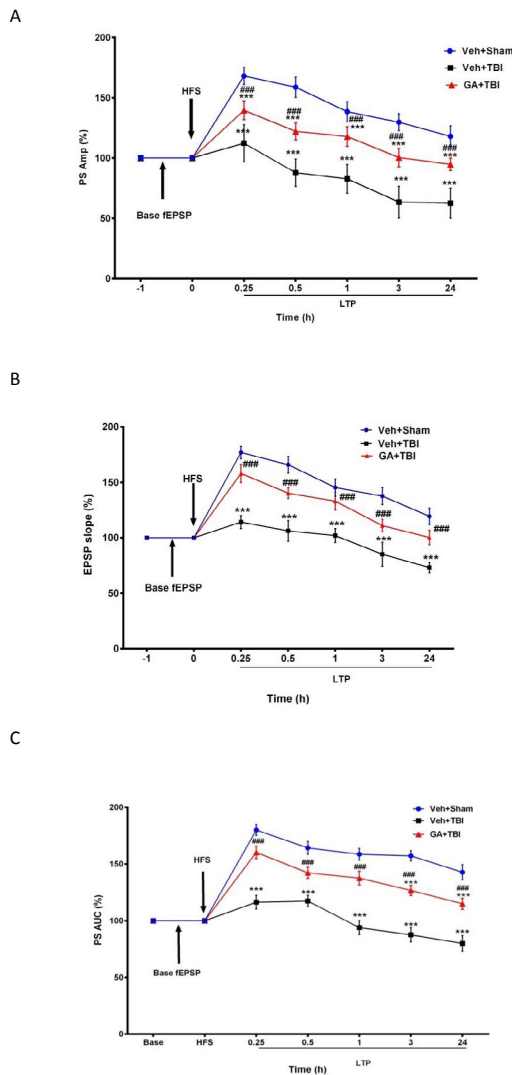 A
PS Amp (%)
200
150
100
50
0
HFS
Base fEPSP
Veh+Sham
Veh+TBI
GA+TBI
###
***
###
***
###
***
###
***
###
***
***
***
***
***
***
-1 0 0.25 0.5 1 3 24
LTP
Time (h)
B
EPSP slope (%)
200
150
100
50
0
HFS
Base fEPSP
Veh+Sham
Veh+TBI
GA+TBI
###
###
###
###
###
***
***
***
***
***
-1 0 0.25 0.5 1 3 24
LTP
Time (h)
C
PS AUC (%)
200
150
100
50
0
HFS
Base fEPSP
Veh+Sham
Veh+TBI
GA+TBI
###
###
###
###
***
###
***
***
***
***
***
***
Base HFS 0.25 0.5 1 3 24
LTP
Time (h)